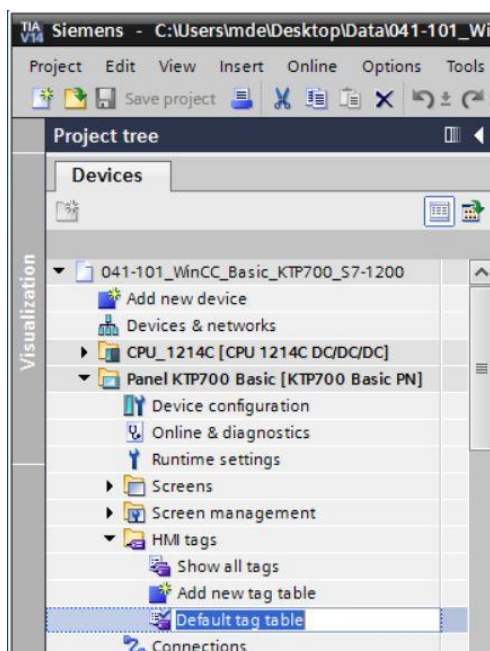 TIA V14 Siemens - C:\Users\mde\Desktop\Data\041-101_Wi
Project Edit View Insert Online Options Tools
Save project
Project tree
Devices
Visualization
041-101_WinCC_Basic_KTP700_S7-1200
Add new device
Devices & networks
CPU_1214C [CPU 1214C DC/DC/DC]
Panel KTP700 Basic [KTP700 Basic PN]
Device configuration
Online & diagnostics
Runtime settings
Screens
Screen management
HMI tags
Show all tags
Add new tag table
Default tag table
Connections